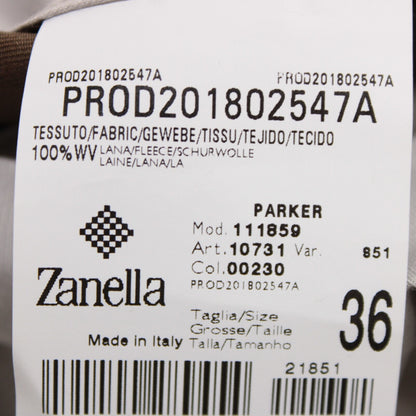 PROD201802547A PROD201802547A
PROD201802547A
TESSUTO/FABRIC/GEWEBE/TISSU/TEJIDO/TECIDO
100%WV LANA/FLEECE/SCHURWOLLE
LAINE/LANA/LA
PARKER
Mod. 111859
Art. 10731 Var. 851
Col. 00230
PROD201802547A
Zanella
Taglia/Size
Grosse/Taille
Talla/Tamanho
36
Made in Italy
21851